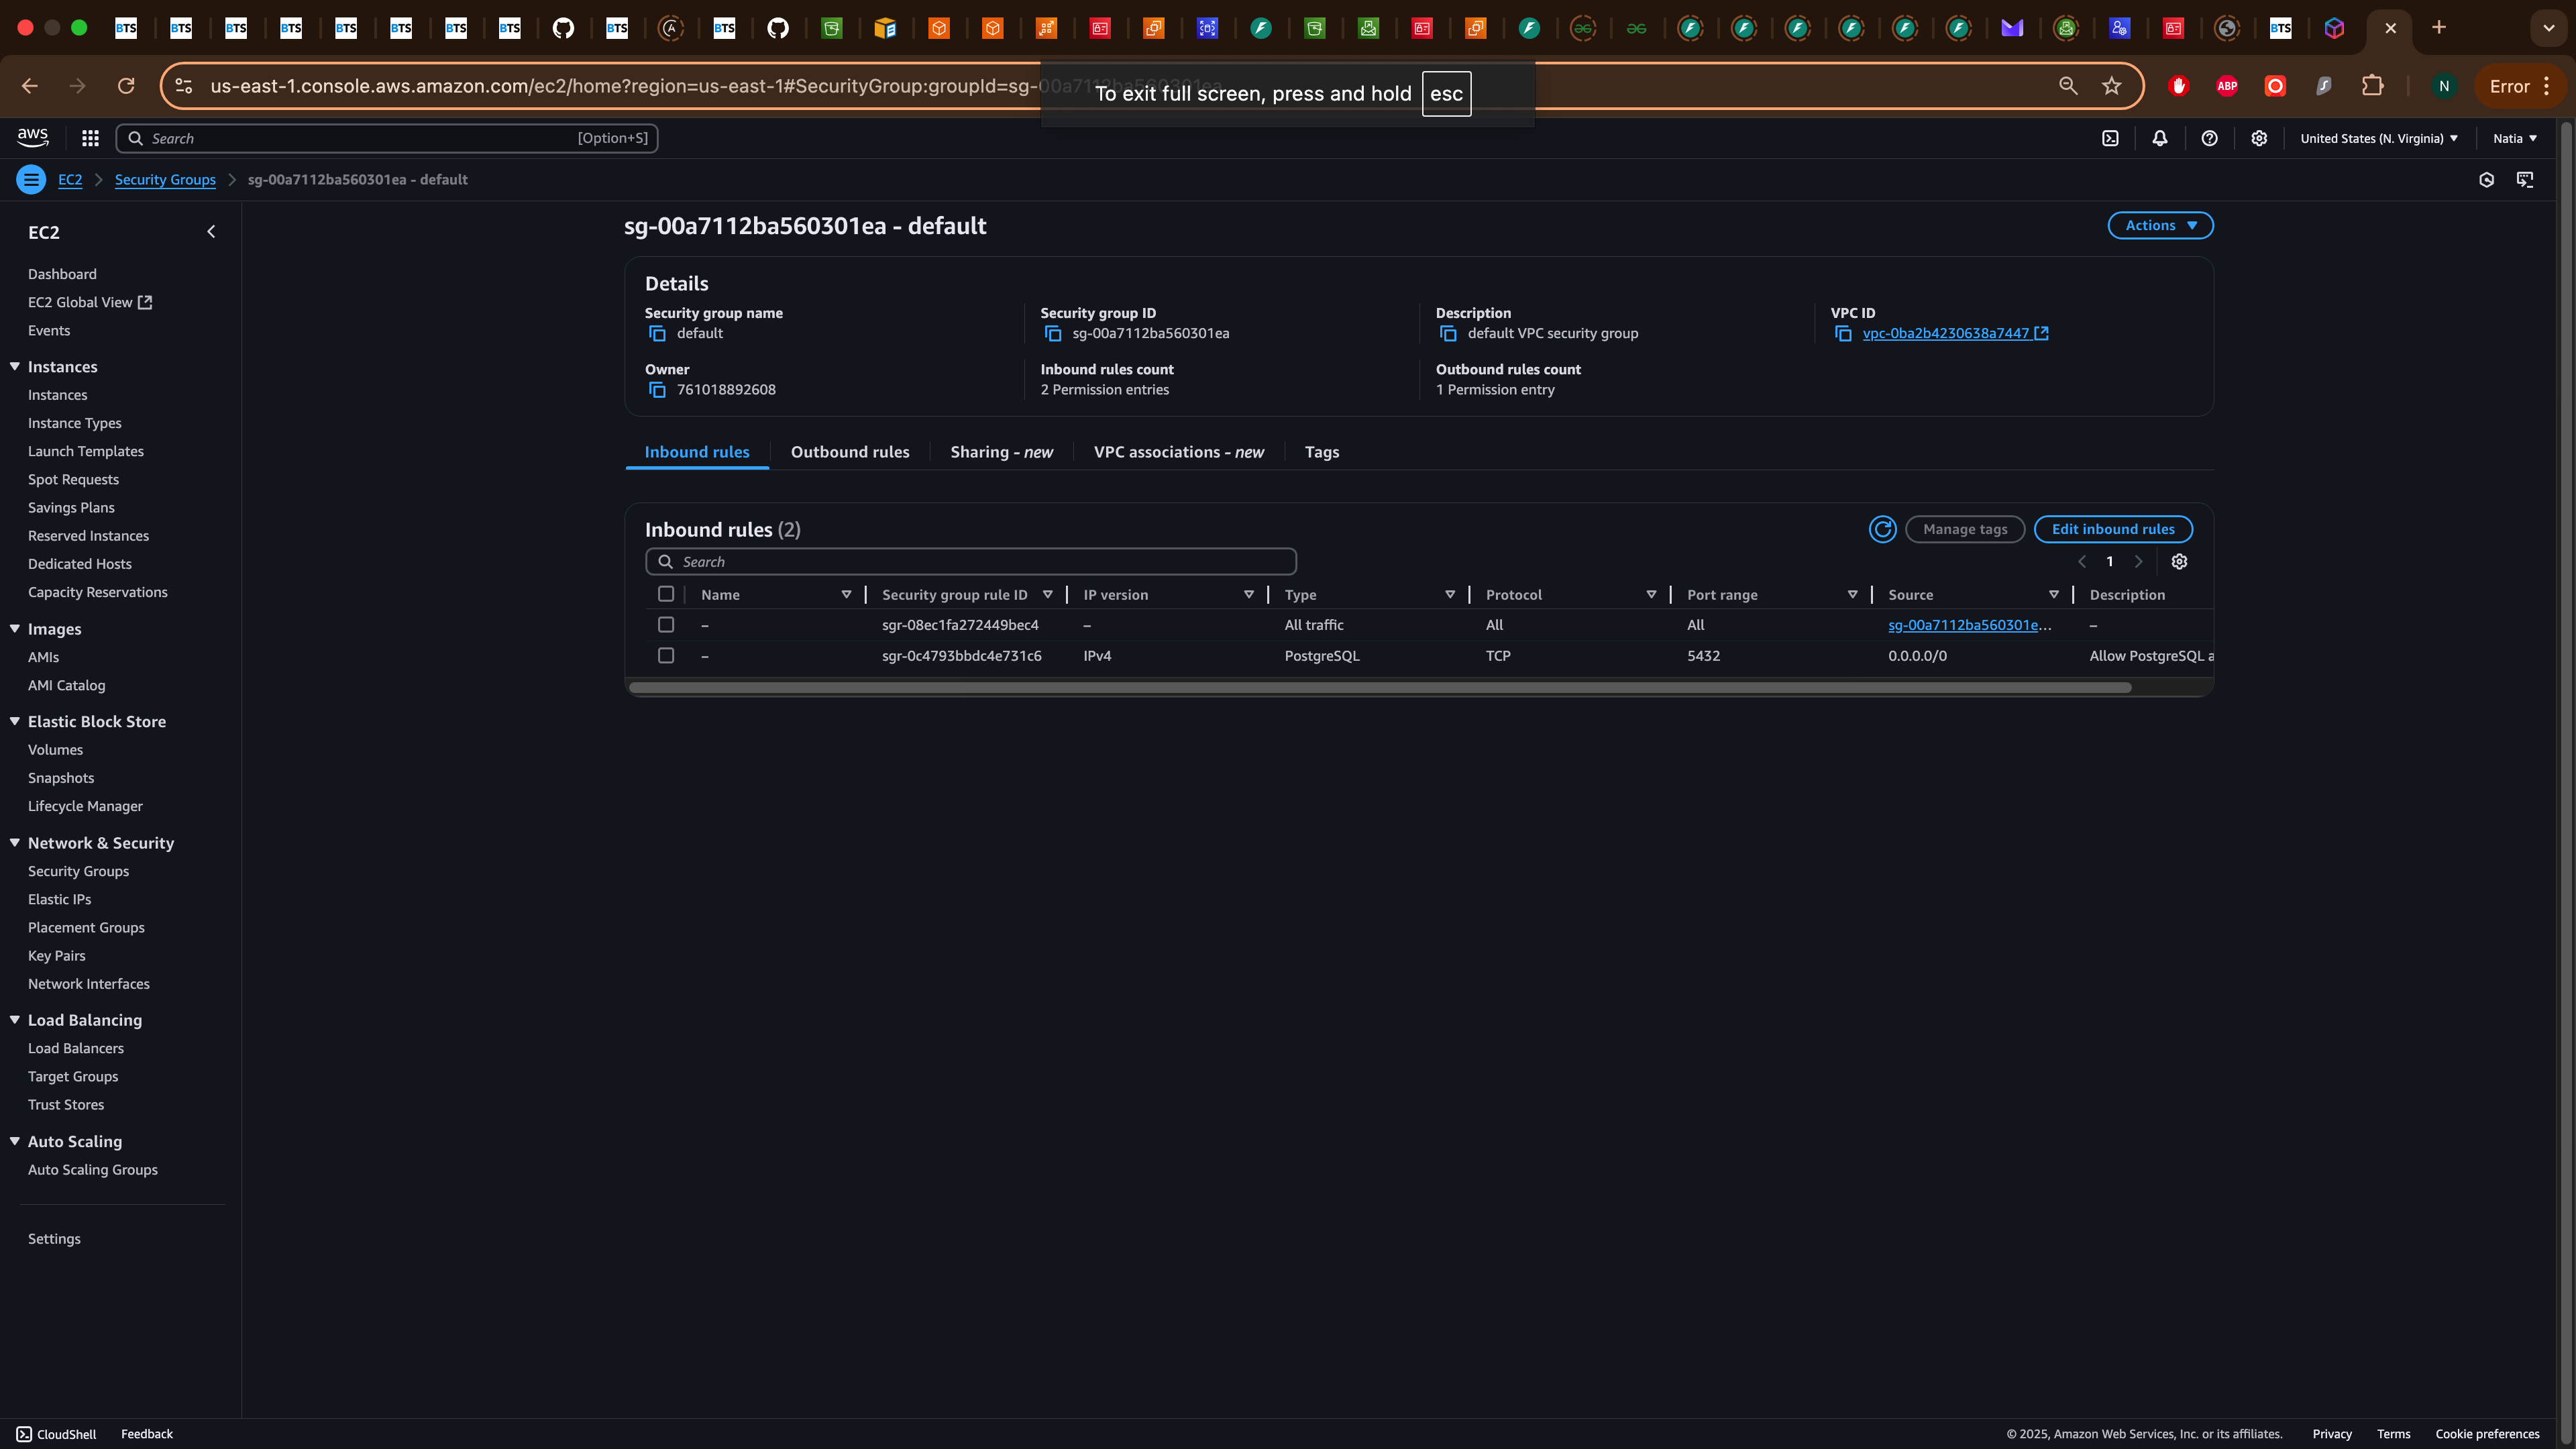 BTS BTS BTS BTS BTS BTS BTS BTS BTS A BTS BTS
us-east-1.console.aws.amazon.com/ec2/home?region=us-east-1#SecurityGroup:groupId=sg-00a7112ba560301ea
To exit full screen, press and hold esc
ABP N Error
aws Search [Option+S] United States (N. Virginia) Natia
EC2 Security Groups sg-00a7112ba560301ea - default
EC2
Dashboard
EC2 Global View
Events
Instances
Instances
Instance Types
Launch Templates
Spot Requests
Savings Plans
Reserved Instances
Dedicated Hosts
Capacity Reservations
Images
AMIs
AMI Catalog
Elastic Block Store
Volumes
Snapshots
Lifecycle Manager
Network & Security
Security Groups
Elastic IPs
Placement Groups
Key Pairs
Network Interfaces
Load Balancing
Load Balancers
Target Groups
Trust Stores
Auto Scaling
Auto Scaling Groups
Settings
sg-00a7112ba560301ea - default
Actions
Details
Security group name
default
Security group ID
sg-00a7112ba560301ea
Description
default VPC security group
VPC ID
vpc-0ba2b4230638a7447
Owner
761018892608
Inbound rules count
2 Permission entries
Outbound rules count
1 Permission entry
Inbound rules Outbound rules Sharing - new VPC associations - new Tags
Inbound rules (2)
Manage tags Edit inbound rules
Search
1
Name Security group rule ID IP version Type Protocol Port range Source Description
– sgr-08ec1fa272449bec4 – All traffic All All sg-00a7112ba560301e... –
– sgr-0c4793bbdc4e731c6 IPv4 PostgreSQL TCP 5432 0.0.0.0/0 Allow PostgreSQL a
CloudShell Feedback © 2025, Amazon Web Services, Inc. or its affiliates. Privacy Terms Cookie preferences